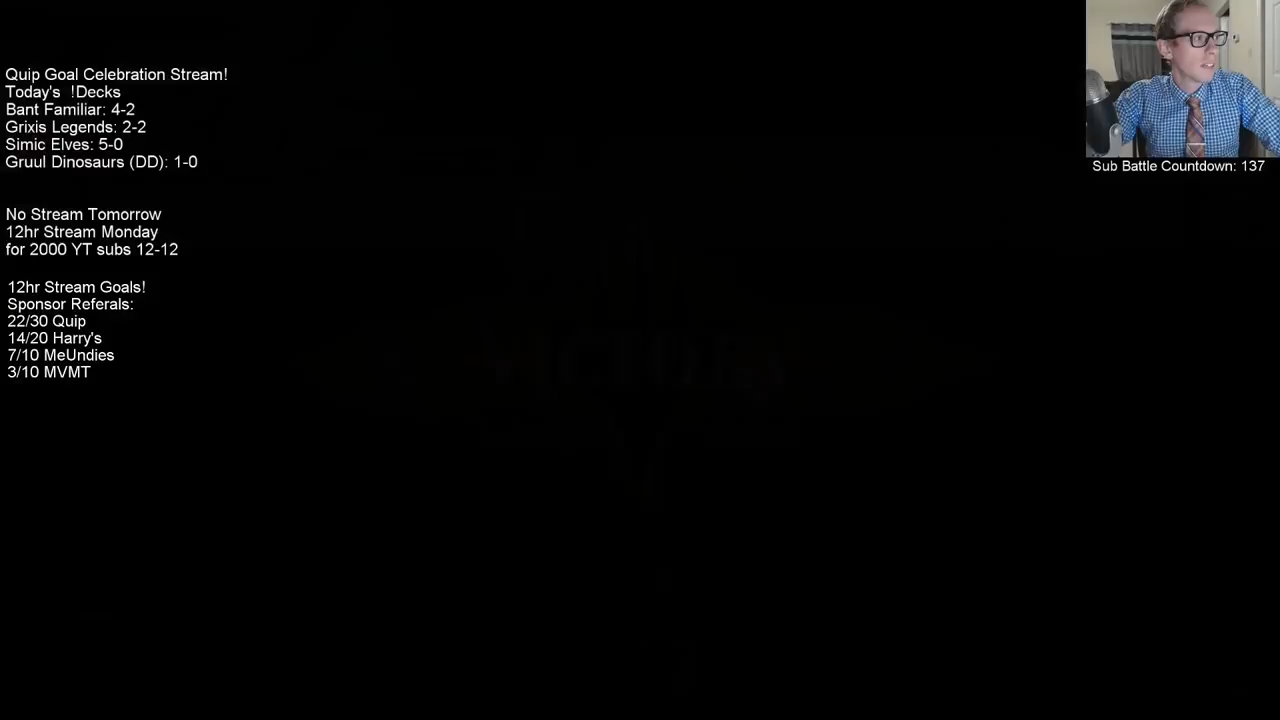 Quip Goal Celebration Stream!
Today's !Decks
Bant Familiar: 4-2
Grixis Legends: 2-2
Simic Elves: 5-0
Gruul Dinosaurs (DD): 1-0
No Stream Tomorrow
12hr Stream Monday
for 2000 YT subs 12-12
12hr Stream Goals!
Sponsor Referals:
22/30 Quip
14/20 Harry's
7/10 MeUndies
3/10 MVMT
Sub Battle Countdown: 137